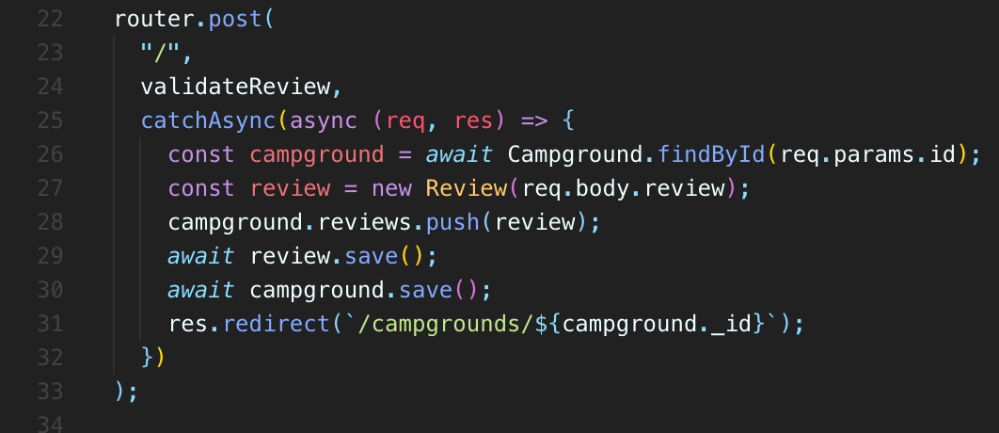 22 router.post(
23 "/",
24 validateReview,
25 catchAsync(async (req, res) => {
26 const campground = await Campground.findById(req.params.id);
27 const review = new Review(req.body.review);
28 campground.reviews.push(review);
29 await review.save();
30 await campground.save();
31 res.redirect(`/campgrounds/${campground._id}`);
32 })
33 );
34